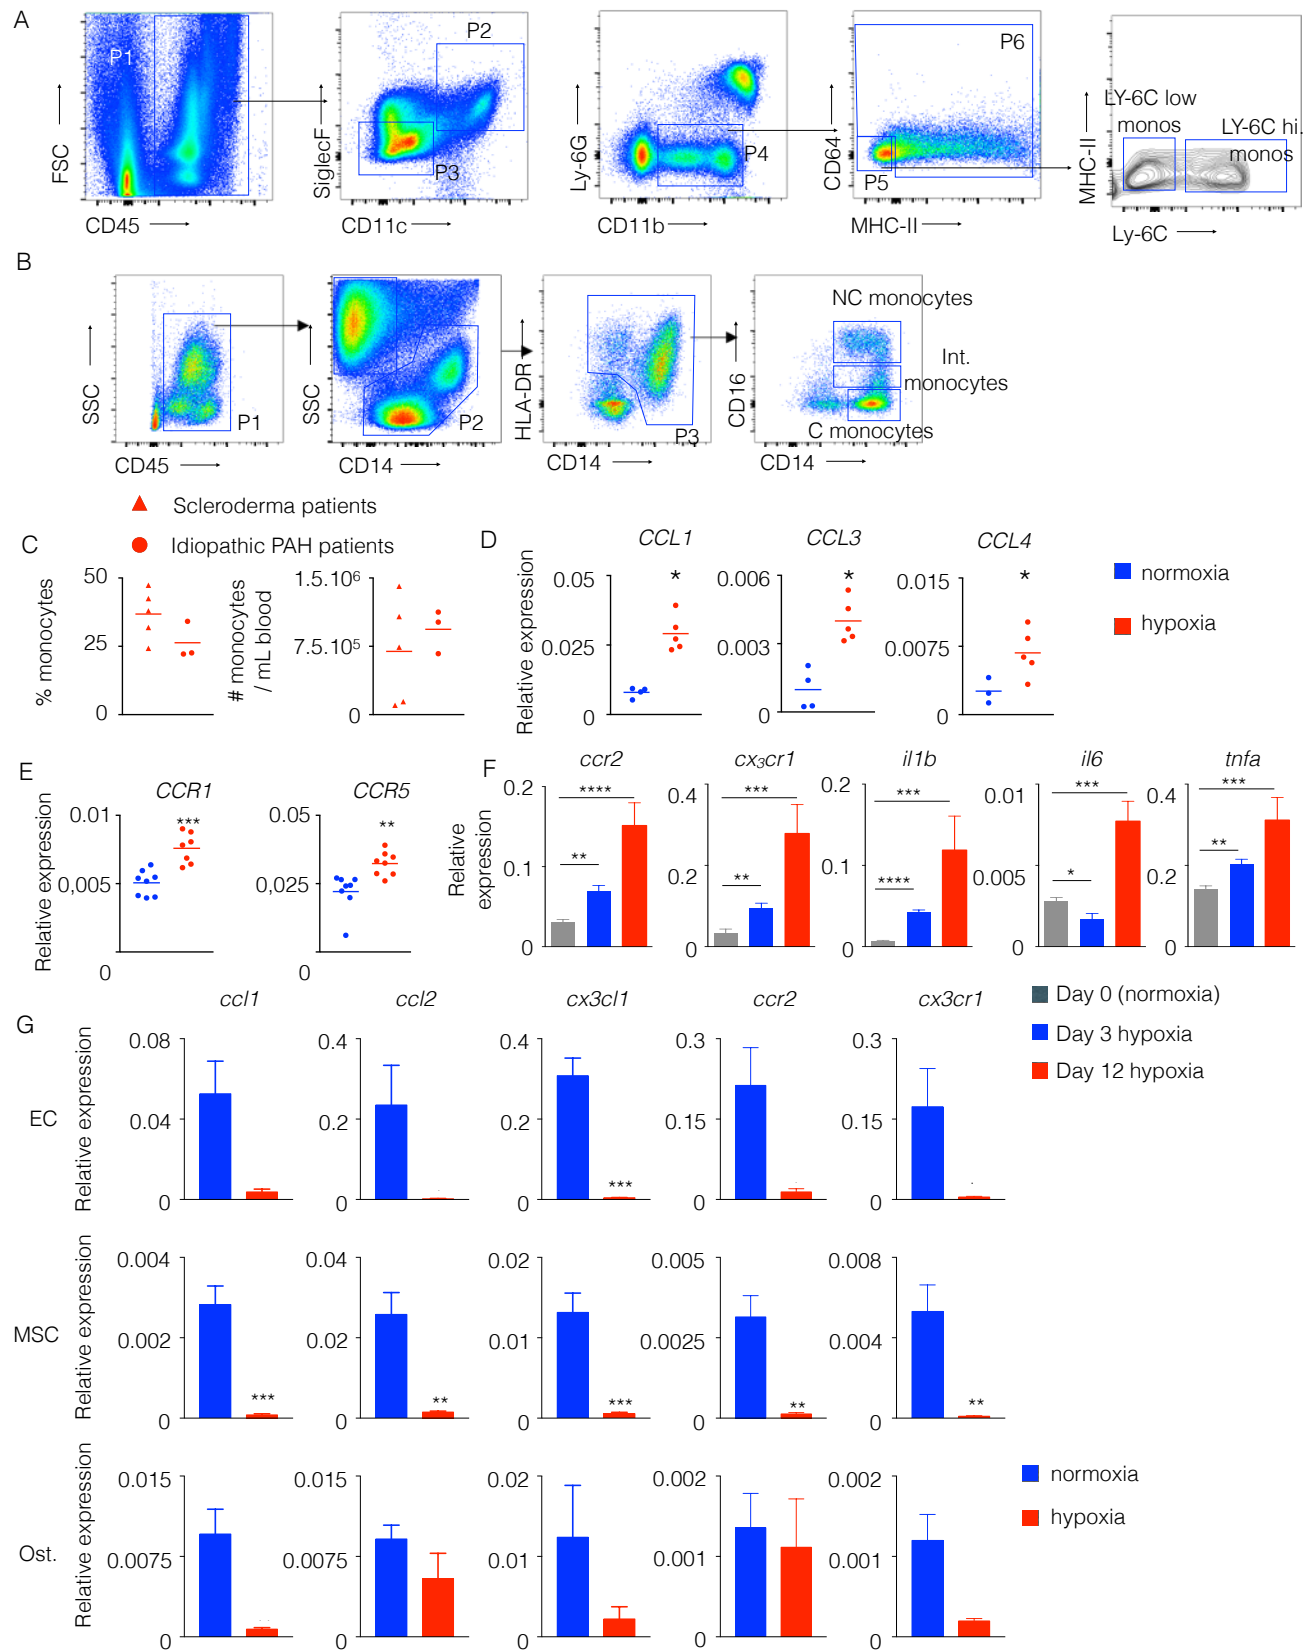 A
P1
P2
P6
FSC
SiglecF
P3
Ly-6G
P4
CD64
P5
MHC-II
LY-6C low
monos
LY-6C hi.
monos
CD45
CD11c
CD11b
MHC-II
Ly-6C
B
NC monocytes
Int.
monocytes
C monocytes
SSC
P1
SSC
P2
HLA-DR
P3
CD16
CD45
CD14
CD14
CD14
Scleroderma patients
Idiopathic PAH patients
C
% monocytes
50
25
0
# monocytes
/ mL blood
1.5.10⁶
7.5.10⁵
0
D
CCL1
CCL3
CCL4
Relative expression
0.05
0.025
0
*
0.006
0.003
0
*
0.015
0.0075
0
*
normoxia
hypoxia
E
CCR1
CCR5
Relative expression
0.01
0,005
0
***
0.05
0,025
0
**
F
ccr2
cx₃cr1
il1b
il6
tnfa
Relative
expression
0.2
0.1
0
****
**
0.4
0.2
0
***
**
0.2
0.1
0
***
****
0.01
0.005
0
***
*
0.4
0.2
0
***
**
Day 0 (normoxia)
Day 3 hypoxia
Day 12 hypoxia
G
ccl1
ccl2
cx3cl1
ccr2
cx3cr1
EC
Relative expression
0.08
0.04
0
0.4
0.2
0
0.4
0.2
0
***
0.3
0.15
0
0.3
0.15
0
MSC
Relative expression
0.004
0.002
0
***
0.04
0.02
0
**
0.02
0.01
0
***
0.005
0.0025
0
**
0.008
0.004
0
**
Ost.
Relative expression
0.015
0.0075
0
0.015
0.0075
0
0.02
0.01
0
0.002
0.001
0
0.002
0.001
0
normoxia
hypoxia